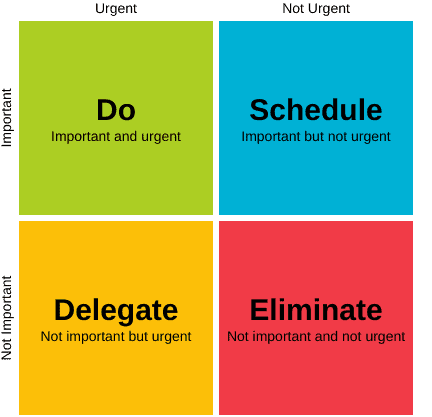 Urgent
Not Urgent
Important
Do
Important and urgent
Schedule
Important but not urgent
Not Important
Delegate
Not important but urgent
Eliminate
Not important and not urgent